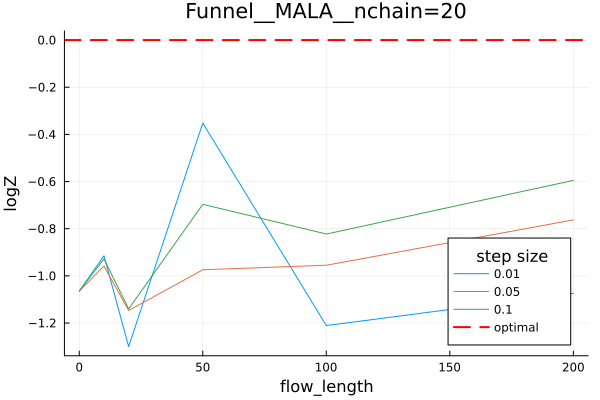 Funnel__MALA__nchain=20
logZ
0.0
−0.2
−0.4
−0.6
−0.8
−1.0
−1.2
0 50 100 150 200
flow_length
step size
0.01
0.05
0.1
optimal